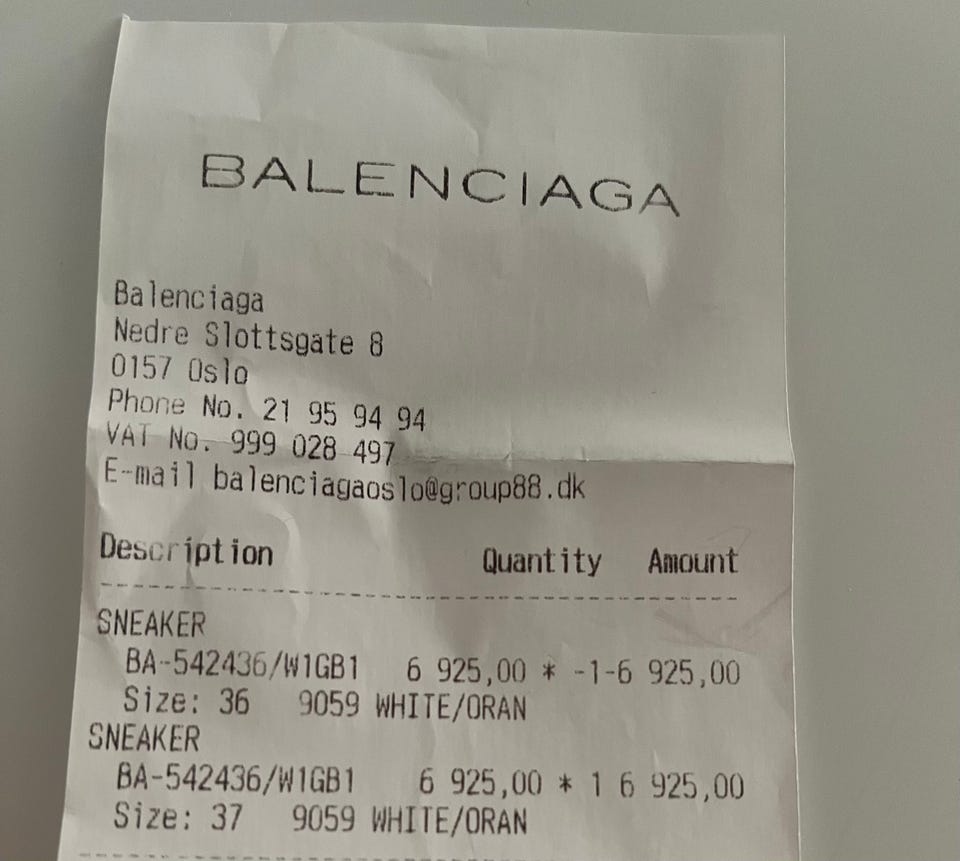 BALENCIAGA
Balenciaga
Nedre Slottsgate 8
0157 Oslo
Phone No. 21 95 94 94
VAT No. 999 028 497
E-mail balenciagaoslo@group88.dk
Description Quantity Amount
SNEAKER
BA-542436/W1GB1 6 925,00 * -1-6 925,00
Size: 36 9059 WHITE/ORAN
SNEAKER
BA-542436/W1GB1 6 925,00 * 1 6 925,00
Size: 37 9059 WHITE/ORAN